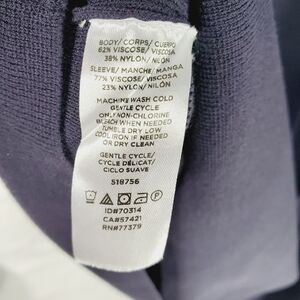 BODY/CORPS/CUERPO
62% VISCOSE/VISCOSA
38% NYLON/NILÓN
SLEEVE/MANCHE/MANGA
77% VISCOSE/VISCOSA
23% NYLON/NILÓN
MACHINE WASH COLD
GENTLE CYCLE
ONLY NON-CHLORINE
BLEACH WHEN NEEDED
TUMBLE DRY LOW
COOL IRON IF NEEDED
OR DRY CLEAN
GENTLE CYCLE/
CYCLE DÉLICAT/
CICLO SUAVE
518756
ID#70314
CA#57421
RN#77379